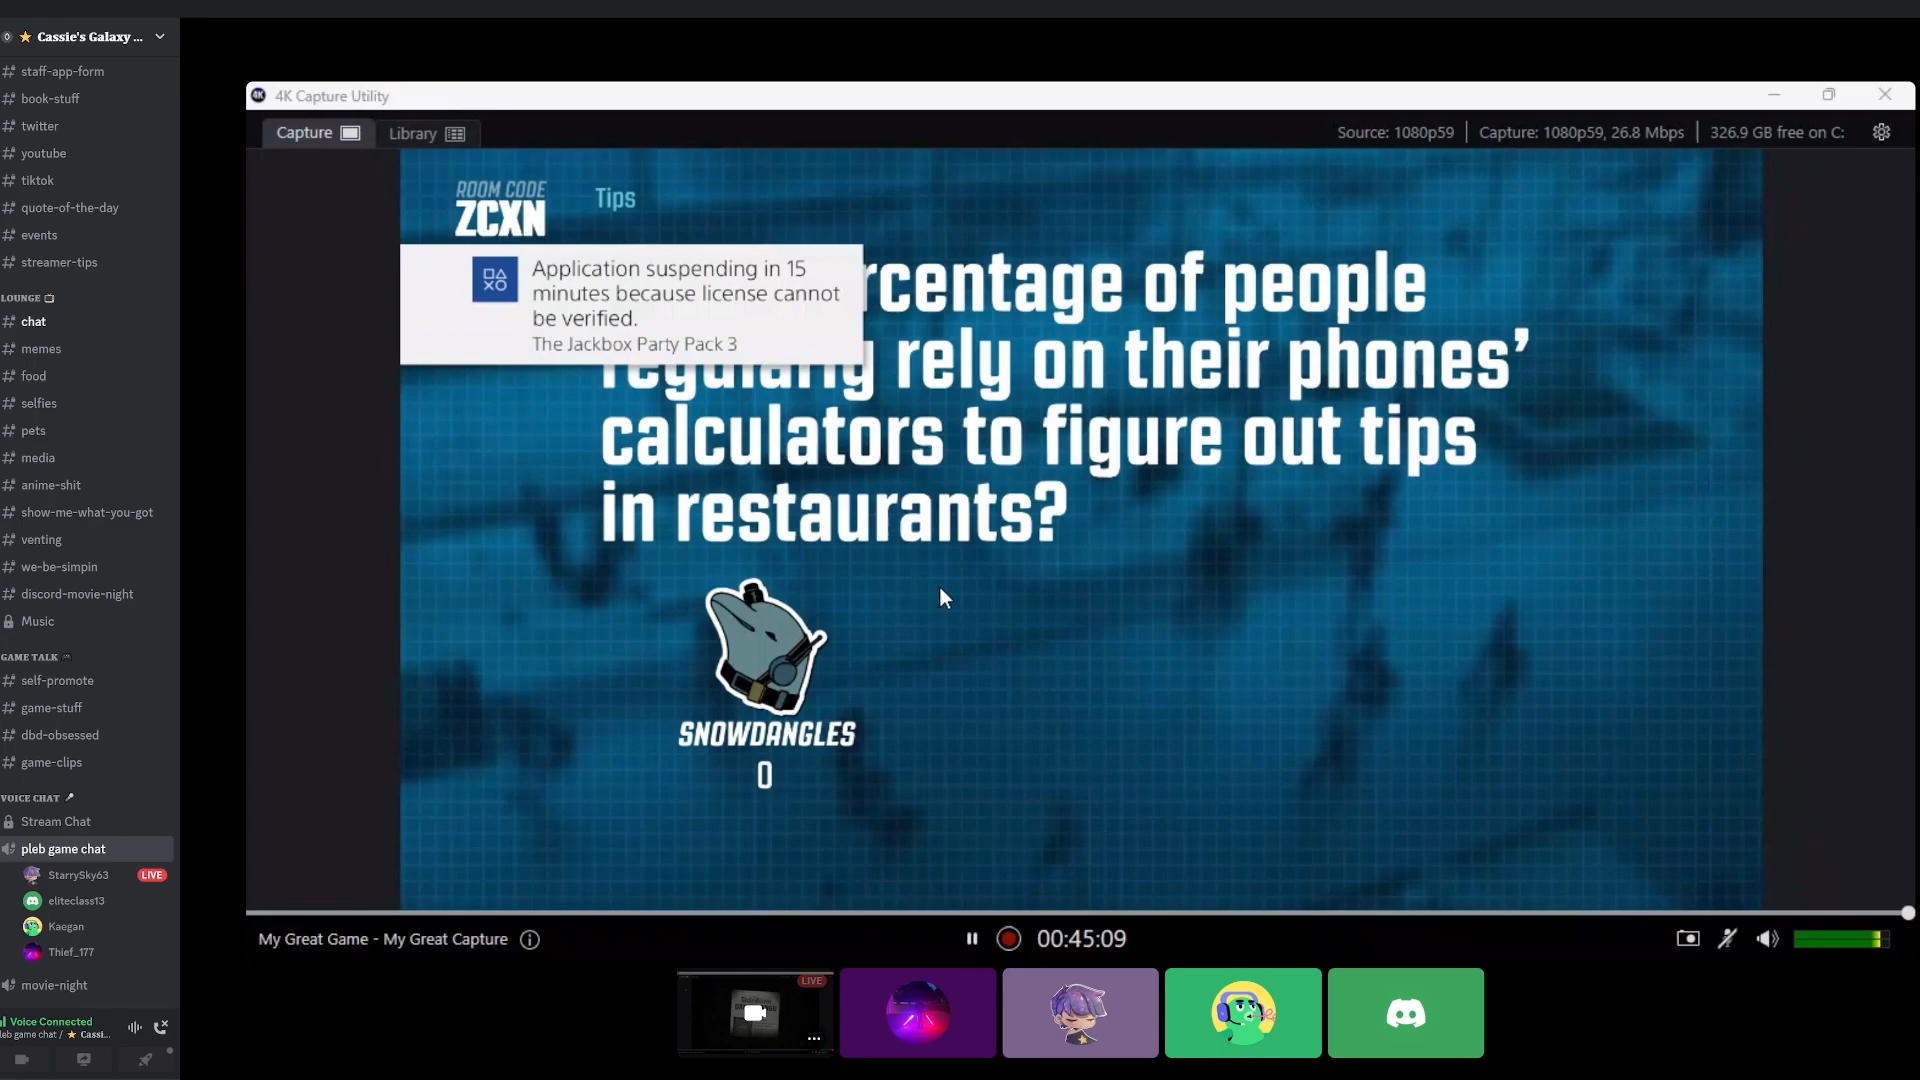 Cassie's Galaxy ...
staff-app-form
book-stuff
twitter
youtube
tiktok
quote-of-the-day
events
streamer-tips
LOUNGE
chat
memes
food
selfies
pets
media
anime-shit
show-me-what-you-got
venting
we-be-simpin
discord-movie-night
Music
GAME TALK
self-promote
game-stuff
dbd-obsessed
game-clips
VOICE CHAT
Stream Chat
pleb game chat
StarrySky63 LIVE
eliteclass13
Kaegan
Thief_177
movie-night
Voice Connected
leb game chat / Cassi...
4K 4K Capture Utility
Capture Library Source: 1080p59 Capture: 1080p59, 26.8 Mbps 326.9 GB free on C:
ROOM CODE
ZCXN
Tips
Application suspending in 15
minutes because license cannot
be verified.
The Jackbox Party Pack 3
rcentage of people
regularly rely on their phones'
calculators to figure out tips
in restaurants?
SNOWDANGLES
0
My Great Game - My Great Capture 00:45:09
LIVE